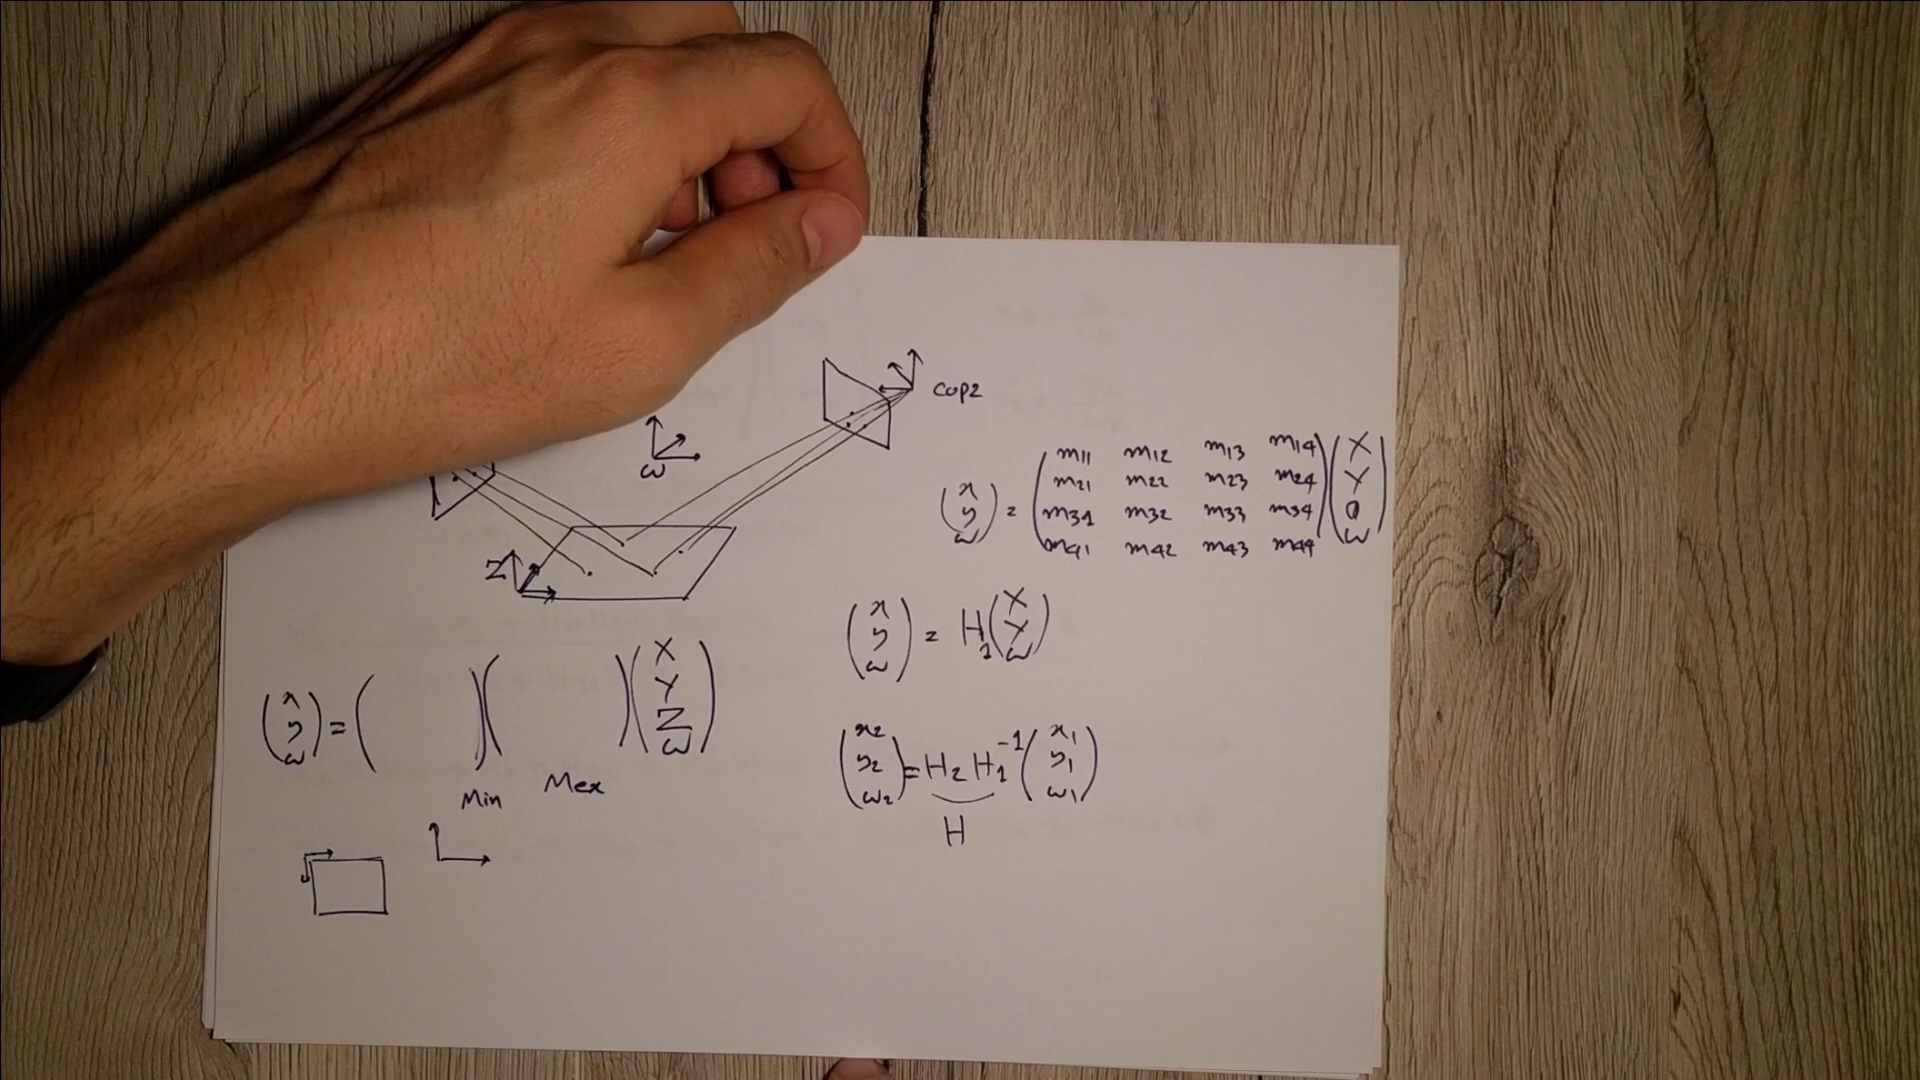 COP2
W
Z
(x y w) = (m11 m12 m13 m14
m21 m22 m23 m24
m31 m32 m33 m34
m41 m42 m43 m44) (X Y 0 W)
(x y w) = H1 (X Y W)
(x y w) = ( ) ( ) (X Y Z W)
Min Mex
(x2 y2 w2) = H2 H1^-1 (x1 y1 w1)
H